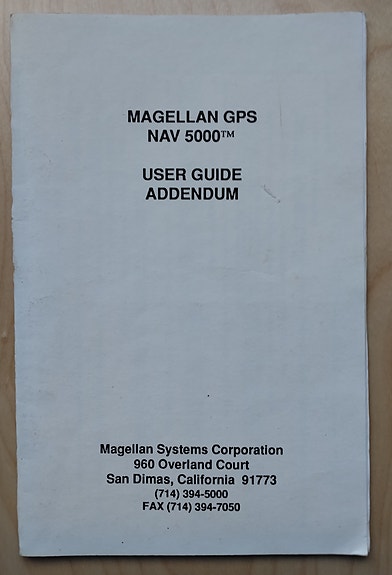 MAGELLAN GPS
NAV 5000™
USER GUIDE
ADDENDUM
Magellan Systems Corporation
960 Overland Court
San Dimas, California 91773
(714) 394-5000
FAX (714) 394-7050